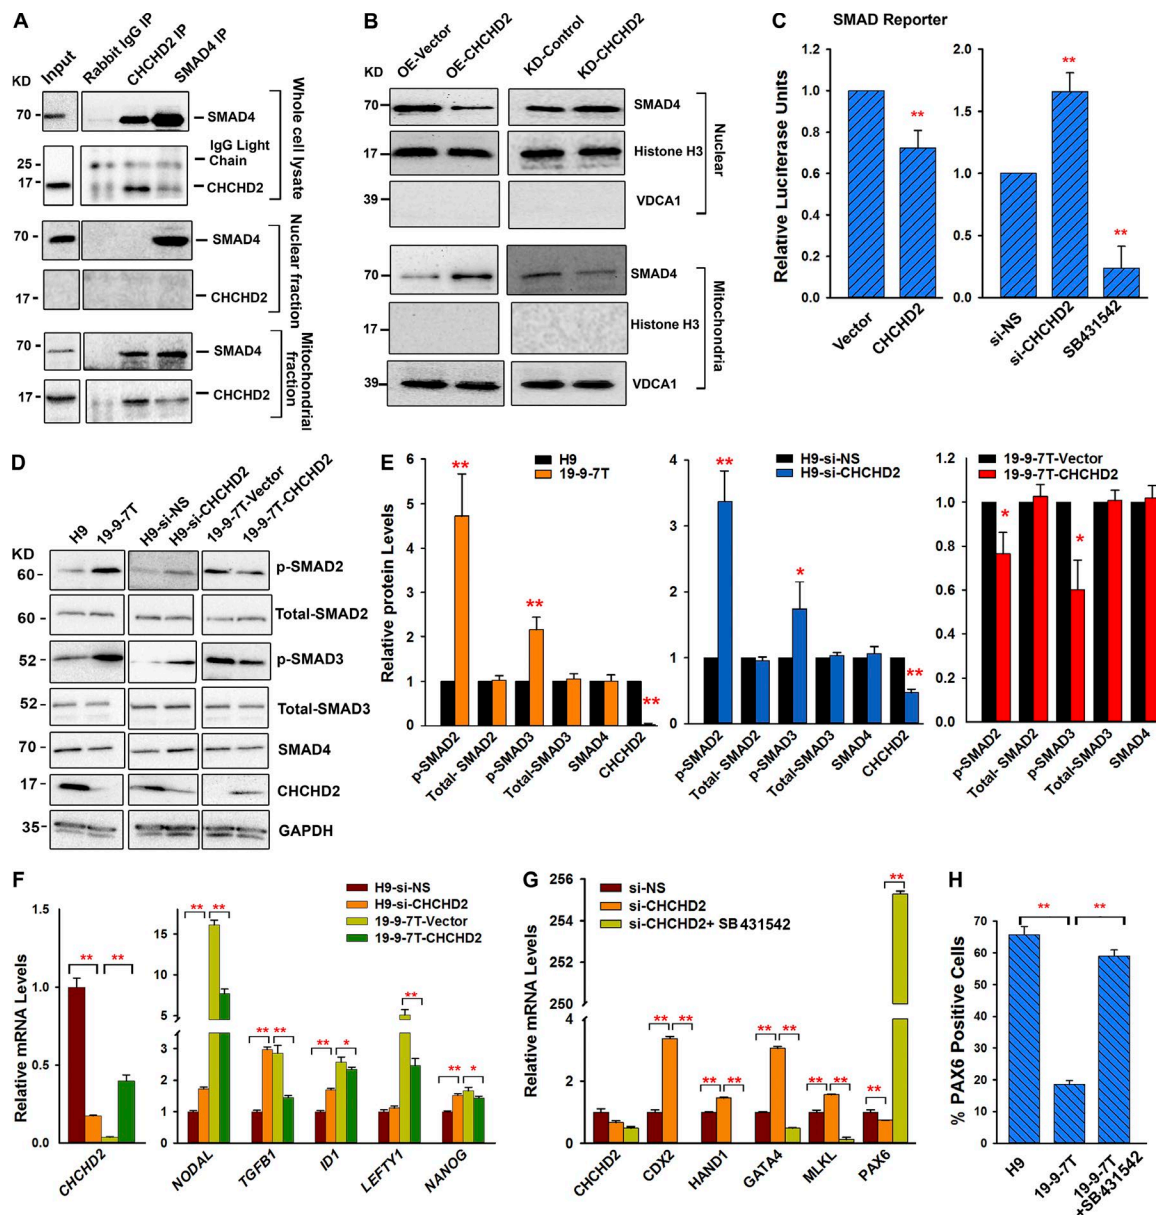 A
KD
Input
Rabbit IgG IP
CHCHD2 IP
SMAD4 IP
70
SMAD4
IgG Light
Chain
25
17
CHCHD2
Whole cell lysate
70
SMAD4
17
CHCHD2
Nuclear fraction
70
SMAD4
17
CHCHD2
Mitochondrial
fraction
B
KD
OE-Vector
OE-CHCHD2
KD-Control
KD-CHCHD2
70
SMAD4
17
Histone H3
39
VDCA1
Nuclear
70
SMAD4
17
Histone H3
39
VDCA1
Mitochondria
C
SMAD Reporter
Relative Luciferase Units
1.2
1.0
0.8
0.6
0.4
0.2
0.0
**
Vector
CHCHD2
2.0
1.5
1.0
0.5
0.0
**
**
si-NS
si-CHCHD2
SB431542
D
KD
H9
19-9-7T
H9-si-NS
H9-si-CHCHD2
19-9-7T-Vector
19-9-7T-CHCHD2
60
p-SMAD2
60
Total-SMAD2
52
p-SMAD3
52
Total-SMAD3
70
SMAD4
17
CHCHD2
35
GAPDH
E
Relative protein Levels
6
5
4
3
2
1
0
H9
19-9-7T
**
**
**
p-SMAD2
Total- SMAD2
p-SMAD3
Total-SMAD3
SMAD4
CHCHD2
4
2
0
H9-si-NS
H9-si-CHCHD2
**
*
**
p-SMAD2
Total- SMAD2
p-SMAD3
Total-SMAD3
SMAD4
CHCHD2
1.2
1.0
0.8
0.6
0.4
0.2
0.0
19-9-7T-Vector
19-9-7T-CHCHD2
*
*
p-SMAD2
Total- SMAD2
p-SMAD3
Total-SMAD3
SMAD4
F
Relative mRNA Levels
H9-si-NS
H9-si-CHCHD2
19-9-7T-Vector
19-9-7T-CHCHD2
1.5
1.0
0.5
0.0
** **
CHCHD2
15
10
5
3
2
1
0
** **
** **
** *
**
** *
NODAL
TGFB1
ID1
LEFTY1
NANOG
G
Relative mRNA Levels
si-NS
si-CHCHD2
si-CHCHD2+ SB 431542
256
254
252
250
4
2
0
** **
** **
** **
** **
**
**
CHCHD2
CDX2
HAND1
GATA4
MLKL
PAX6
H
% PAX6 Positive Cells
70
60
50
40
30
20
10
0
** **
H9
19-9-7T
19-9-7T
+SB431542